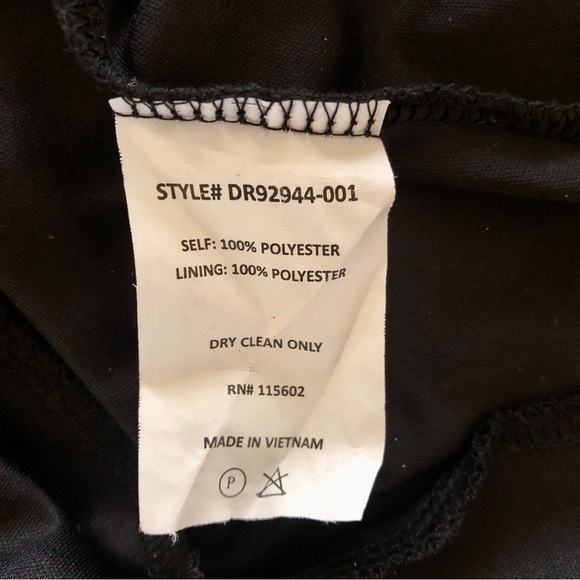 STYLE# DR92944-001
SELF: 100% POLYESTER
LINING: 100% POLYESTER
DRY CLEAN ONLY
RN# 115602
MADE IN VIETNAM
P